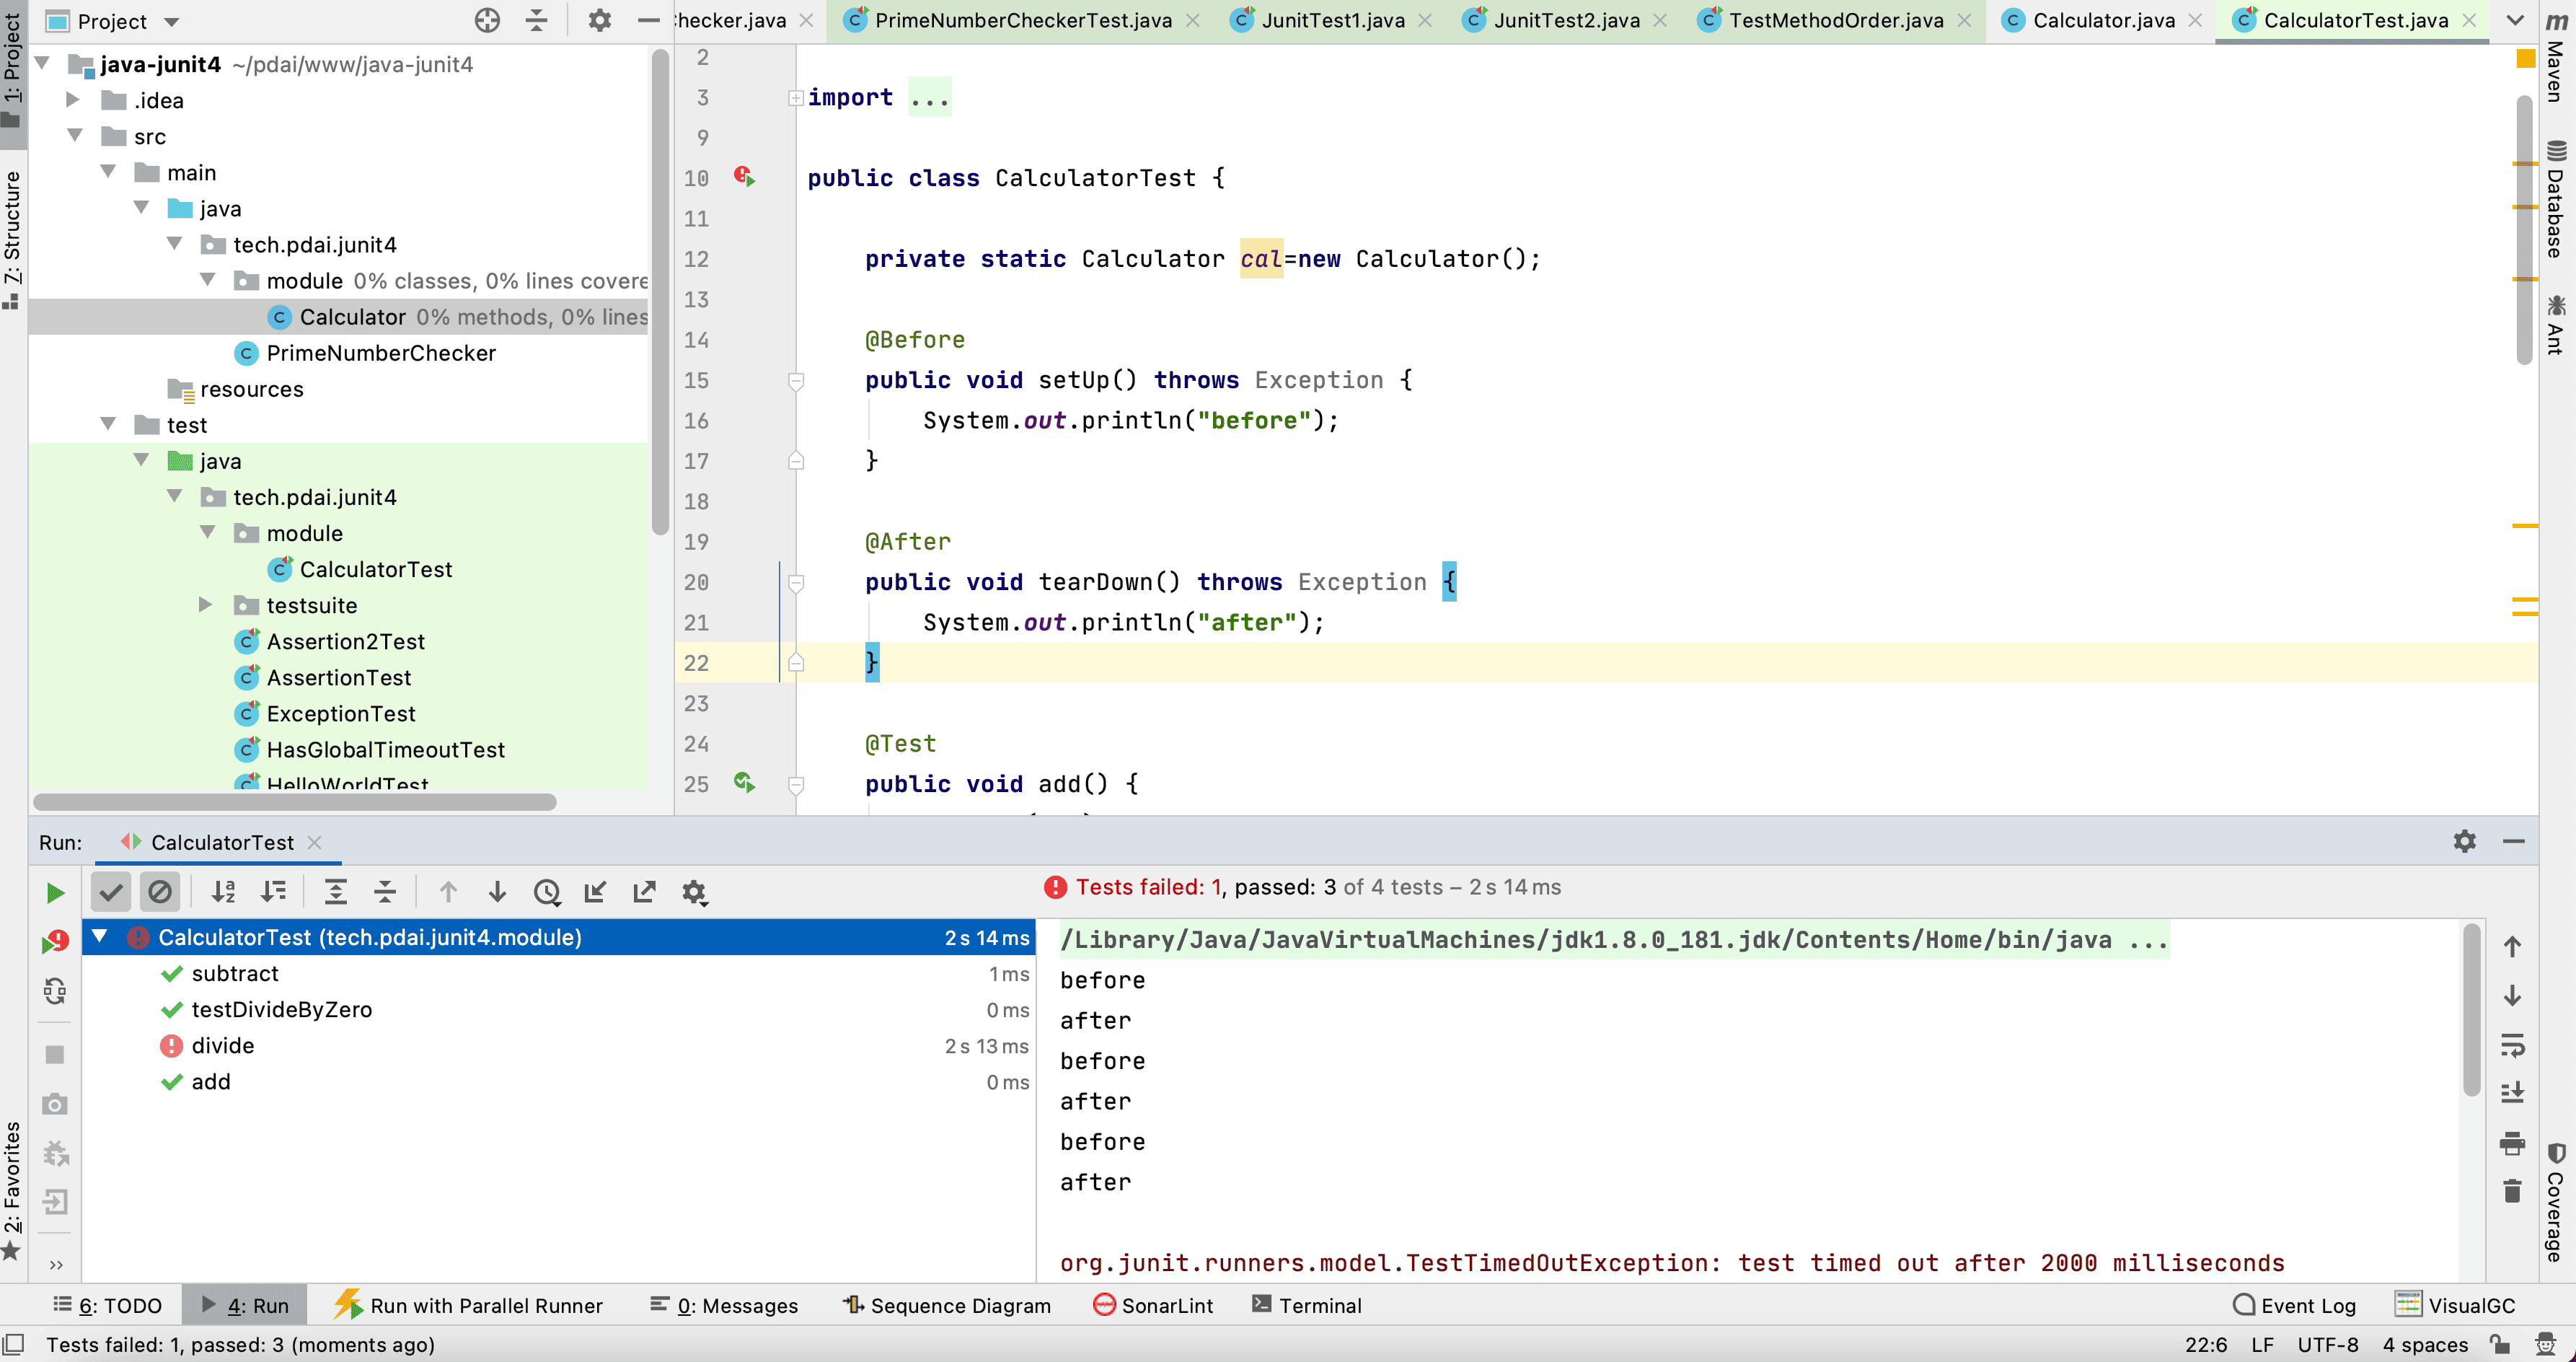 Project
Checker.java
PrimeNumberCheckerTest.java
JunitTest1.java
JunitTest2.java
TestMethodOrder.java
Calculator.java
CalculatorTest.java
1: Project
7: Structure
2: Favorites
java-junit4 ~/pdai/www/java-junit4
.idea
src
main
java
tech.pdai.junit4
module 0% classes, 0% lines covere
Calculator 0% methods, 0% lines
PrimeNumberChecker
resources
test
java
tech.pdai.junit4
module
CalculatorTest
testsuite
Assertion2Test
AssertionTest
ExceptionTest
HasGlobalTimeoutTest
HelloWorldTest
2
3 import ...
9
10 public class CalculatorTest {
11
12 private static Calculator cal=new Calculator();
13
14 @Before
15 public void setUp() throws Exception {
16 System.out.println("before");
17 }
18
19 @After
20 public void tearDown() throws Exception {
21 System.out.println("after");
22 }
23
24 @Test
25 public void add() {
m Maven
Database
Ant
Coverage
Run: CalculatorTest
Tests failed: 1, passed: 3 of 4 tests – 2 s 14 ms
CalculatorTest (tech.pdai.junit4.module) 2 s 14 ms
subtract 1 ms
testDivideByZero 0 ms
divide 2 s 13 ms
add 0 ms
/Library/Java/JavaVirtualMachines/jdk1.8.0_181.jdk/Contents/Home/bin/java ...
before
after
before
after
before
after
org.junit.runners.model.TestTimedOutException: test timed out after 2000 milliseconds
6: TODO
4: Run
Run with Parallel Runner
0: Messages
Sequence Diagram
SonarLint
Terminal
Event Log
VisualGC
Tests failed: 1, passed: 3 (moments ago)
22:6 LF UTF-8 4 spaces